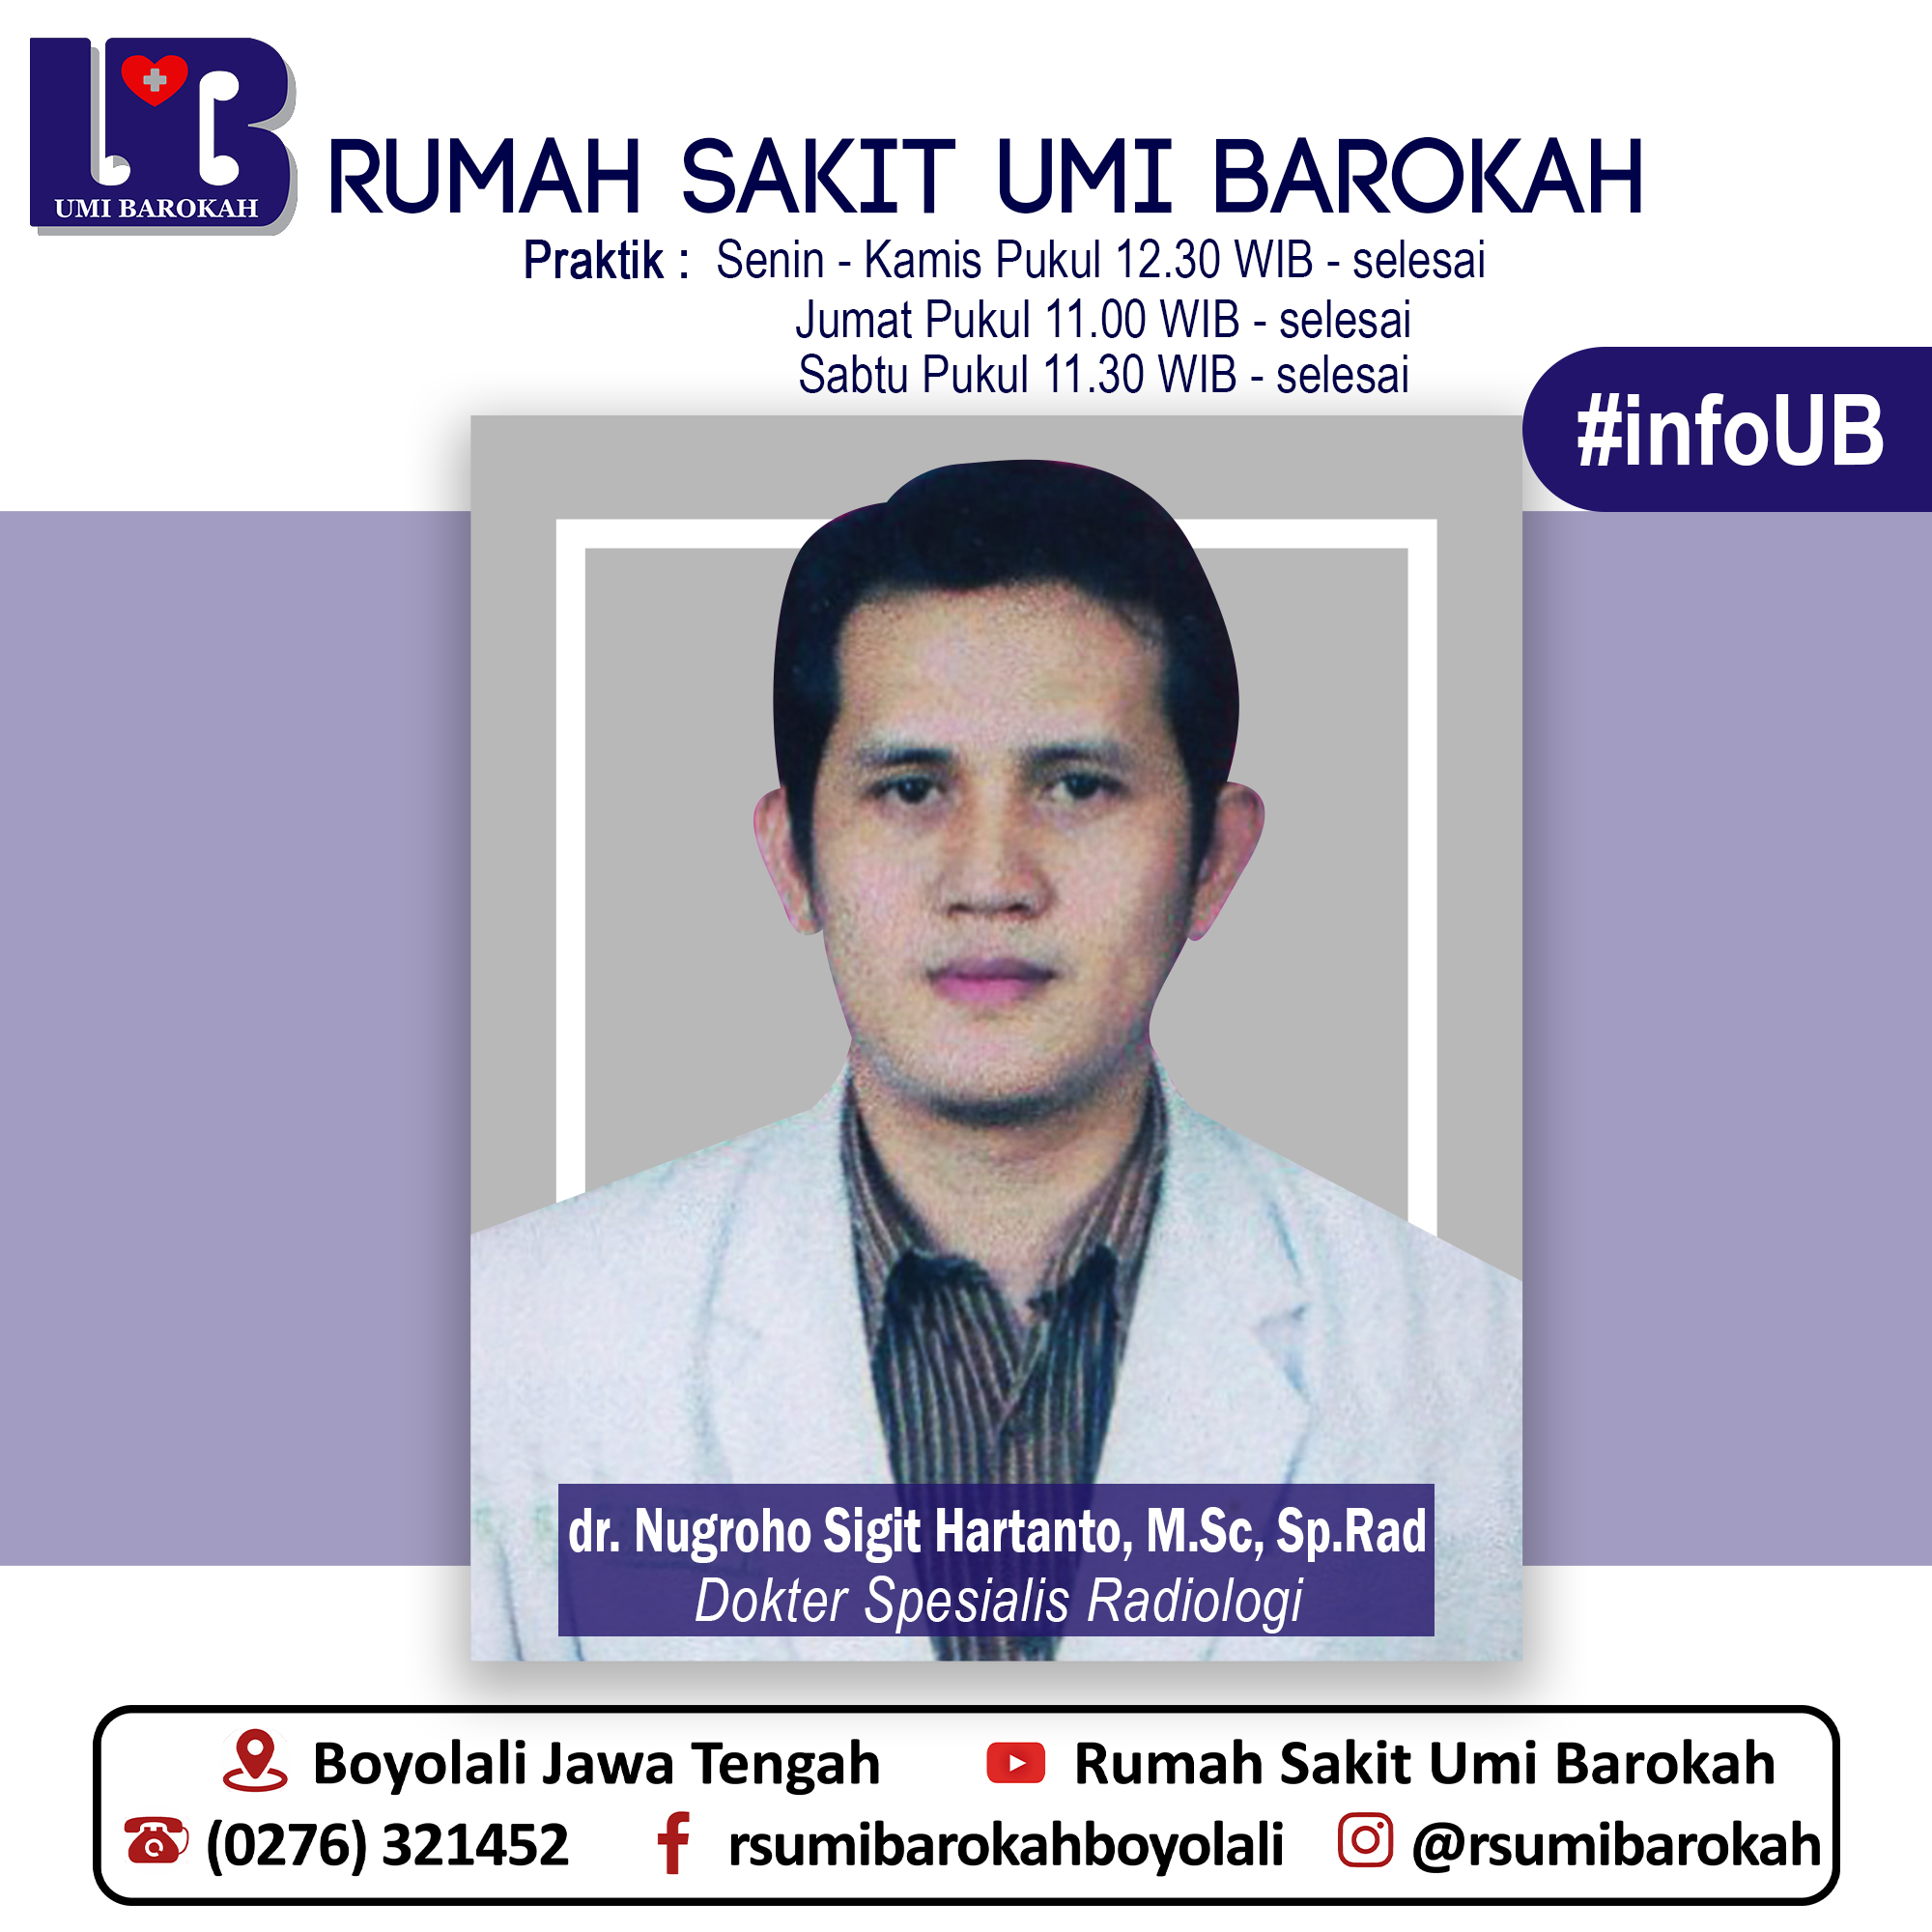 UMI BAROKAH
RUMAH SAKIT UMI BAROKAH
Praktik : Senin - Kamis Pukul 12.30 WIB - selesai
Jumat Pukul 11.00 WIB - selesai
Sabtu Pukul 11.30 WIB - selesai
#infoUB
dr. Nugroho Sigit Hartanto, M.Sc, Sp.Rad
Dokter Spesialis Radiologi
Boyolali Jawa Tengah
Rumah Sakit Umi Barokah
(0276) 321452
rsumibarokahboyolali
@rsumibarokah